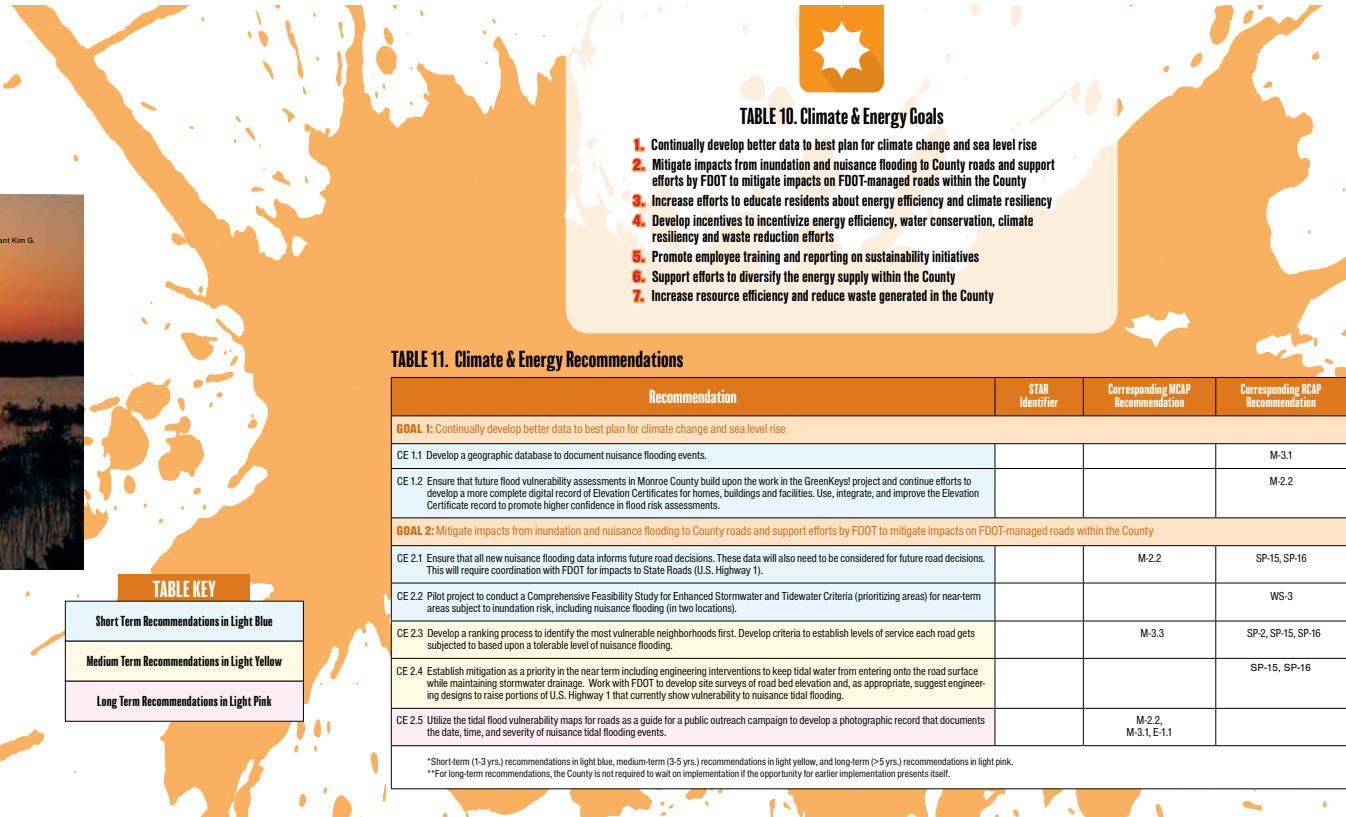 ant Kim G.
TABLE 10. Climate & Energy Goals
1. Continually develop better data to best plan for climate change and sea level rise
2. Mitigate impacts from inundation and nuisance flooding to County roads and support
efforts by FDOT to mitigate impacts on FDOT-managed roads within the County
3. Increase efforts to educate residents about energy efficiency and climate resiliency
4. Develop incentives to incentivize energy efficiency, water conservation, climate
resiliency and waste reduction efforts
5. Promote employee training and reporting on sustainability initiatives
6. Support efforts to diversify the energy supply within the County
7. Increase resource efficiency and reduce waste generated in the County
TABLE 11. Climate & Energy Recommendations
Recommendation
STAR
Identifier
Corresponding MCAP
Recommendation
Corresponding RCAP
Recommendation
GOAL 1: Continually develop better data to best plan for climate change and sea level rise
CE 1.1 Develop a geographic database to document nuisance flooding events.
M-3.1
CE 1.2 Ensure that future flood vulnerability assessments in Monroe County build upon the work in the GreenKeys! project and continue efforts to
develop a more complete digital record of Elevation Certificates for homes, buildings and facilities. Use, integrate, and improve the Elevation
Certificate record to promote higher confidence in flood risk assessments.
M-2.2
GOAL 2: Mitigate impacts from inundation and nuisance flooding to County roads and support efforts by FDOT to mitigate impacts on FDOT-managed roads within the County
CE 2.1 Ensure that all new nuisance flooding data informs future road decisions. These data will also need to be considered for future road decisions.
This will require coordination with FDOT for impacts to State Roads (U.S. Highway 1).
M-2.2
SP-15, SP-16
CE 2.2 Pilot project to conduct a Comprehensive Feasibility Study for Enhanced Stormwater and Tidewater Criteria (prioritizing areas) for near-term
areas subject to inundation risk, including nuisance flooding (in two locations).
WS-3
CE 2.3 Develop a ranking process to identify the most vulnerable neighborhoods first. Develop criteria to establish levels of service each road gets
subjected to based upon a tolerable level of nuisance flooding.
M-3.3
SP-2, SP-15, SP-16
CE 2.4 Establish mitigation as a priority in the near term including engineering interventions to keep tidal water from entering onto the road surface
while maintaining stormwater drainage. Work with FDOT to develop site surveys of road bed elevation and, as appropriate, suggest engineer-
ing designs to raise portions of U.S. Highway 1 that currently show vulnerability to nuisance tidal flooding.
SP-15, SP-16
CE 2.5 Utilize the tidal flood vulnerability maps for roads as a guide for a public outreach campaign to develop a photographic record that documents
the date, time, and severity of nuisance tidal flooding events.
M-2.2,
M-3.1, E-1.1
*Short-term (1-3 yrs.) recommendations in light blue, medium-term (3-5 yrs.) recommendations in light yellow, and long-term (>5 yrs.) recommendations in light pink.
**For long-term recommendations, the County is not required to wait on implementation if the opportunity for earlier implementation presents itself.
TABLE KEY
Short Term Recommendations in Light Blue
Medium Term Recommendations in Light Yellow
Long Term Recommendations in Light Pink